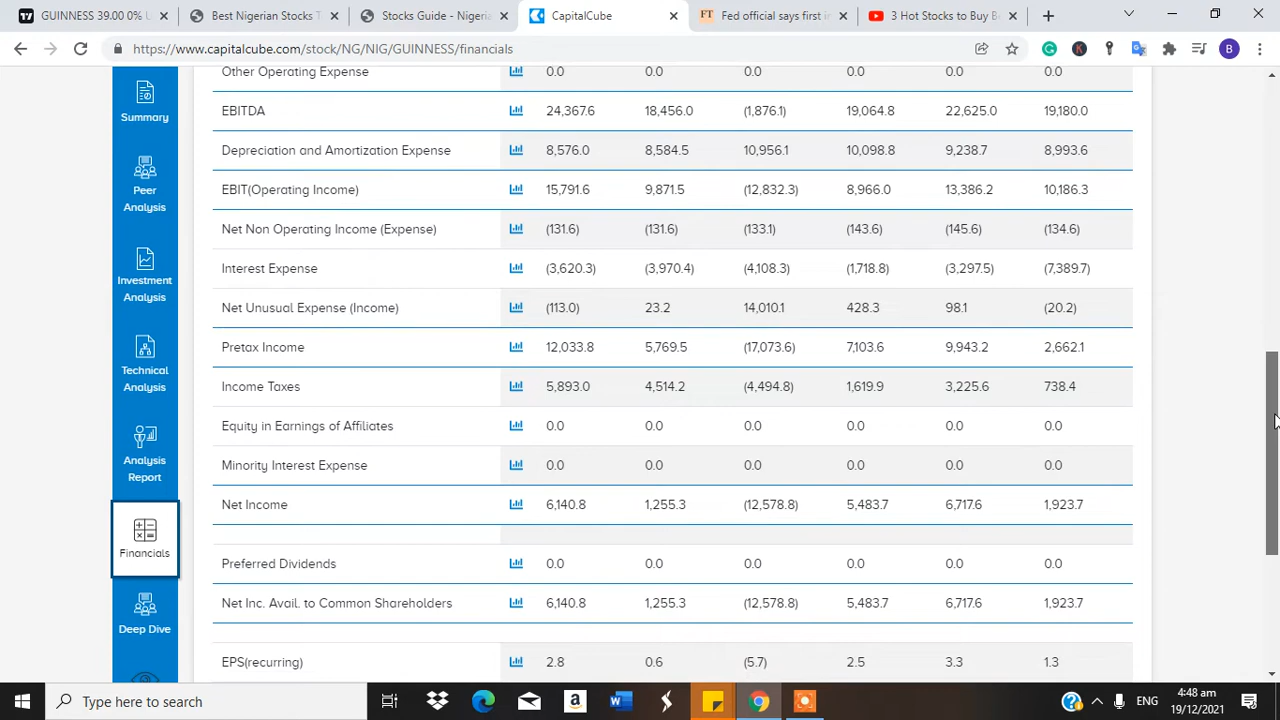 GUINNESS 39.00 0% U
Best Nigerian Stocks T
Stocks Guide - Nigeria
CapitalCube
FT Fed official says first in
3 Hot Stocks to Buy B
https://www.capitalcube.com/stock/NG/NIG/GUINNESS/financials
B
Other Operating Expense 0.0 0.0 0.0 0.0 0.0 0.0
EBITDA 24,367.6 18,456.0 (1,876.1) 19,064.8 22,625.0 19,180.0
Depreciation and Amortization Expense 8,576.0 8,584.5 10,956.1 10,098.8 9,238.7 8,993.6
EBIT(Operating Income) 15,791.6 9,871.5 (12,832.3) 8,966.0 13,386.2 10,186.3
Net Non Operating Income (Expense) (131.6) (131.6) (133.1) (143.6) (145.6) (134.6)
Interest Expense (3,620.3) (3,970.4) (4,108.3) (1,718.8) (3,297.5) (7,389.7)
Net Unusual Expense (Income) (113.0) 23.2 14,010.1 428.3 98.1 (20.2)
Pretax Income 12,033.8 5,769.5 (17,073.6) 7,103.6 9,943.2 2,662.1
Income Taxes 5,893.0 4,514.2 (4,494.8) 1,619.9 3,225.6 738.4
Equity in Earnings of Affiliates 0.0 0.0 0.0 0.0 0.0 0.0
Minority Interest Expense 0.0 0.0 0.0 0.0 0.0 0.0
Net Income 6,140.8 1,255.3 (12,578.8) 5,483.7 6,717.6 1,923.7
Preferred Dividends 0.0 0.0 0.0 0.0 0.0 0.0
Net Inc. Avail. to Common Shareholders 6,140.8 1,255.3 (12,578.8) 5,483.7 6,717.6 1,923.7
EPS(recurring) 2.8 0.6 (5.7) 2.5 3.3 1.3
Summary
Peer
Analysis
Investment
Analysis
Technical
Analysis
Analysis
Report
Financials
Deep Dive
Type here to search
ENG
4:48 am
19/12/2021